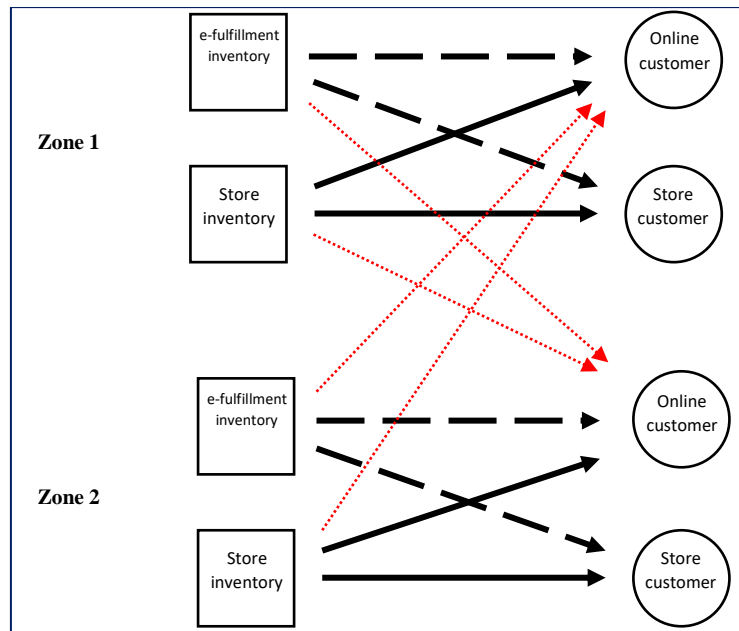 e-fulfillment
inventory
Online
customer
Zone 1
Store
inventory
Store
customer
e-fulfillment
inventory
Online
customer
Zone 2
Store
inventory
Store
customer